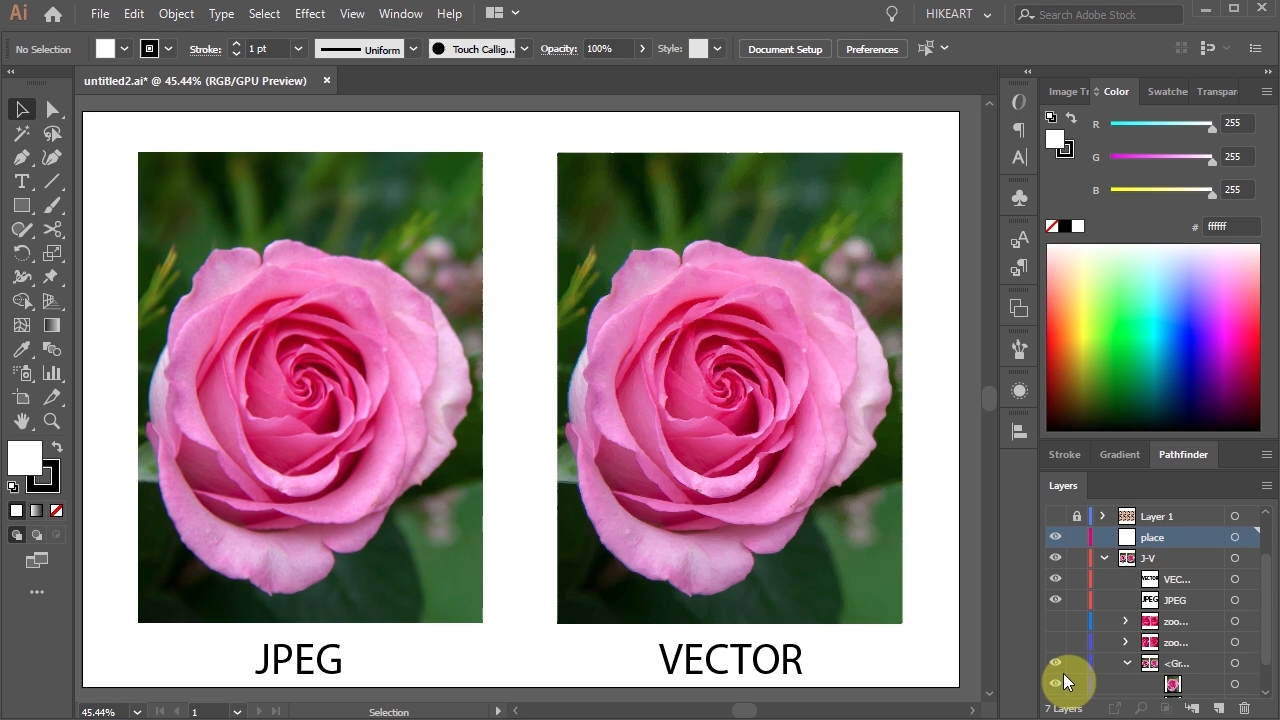 Ai File Edit Object Type Select Effect View Window Help HIKEART Search Adobe Stock
No Selection Stroke: 1 pt Uniform Touch Callig... Opacity: 100% Style: Document Setup Preferences
untitled2.ai* @ 45.44% (RGB/GPU Preview)
Image Tr Color Swatche Transpar
R 255
G 255
B 255
# ffffff
Stroke Gradient Pathfinder
Layers
Layer 1
place
J-V
VECTOR VEC...
JPEG JPEG
zoo...
zoo...
<Gr...
7 Layers
JPEG VECTOR
45.44% 1 Selection